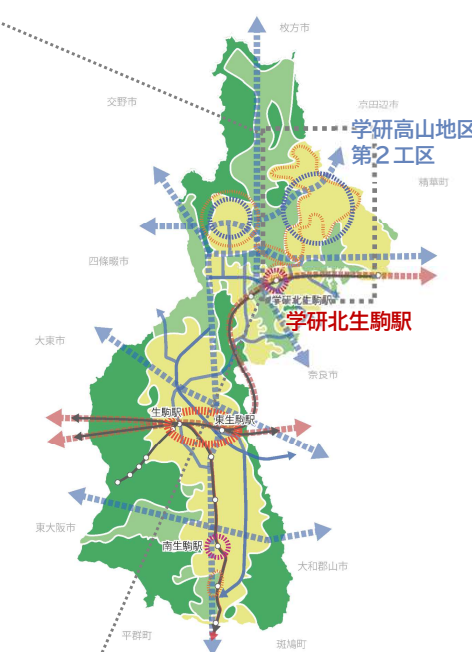 枚方市
交野市
京田辺市
学研高山地区
第2工区
精華町
四條畷市
学研北生駒駅
学研北生駒駅
大東市
奈良市
生駒駅
東生駒駅
東大阪市
南生駒駅
大和郡山市
平群町
斑鳩町